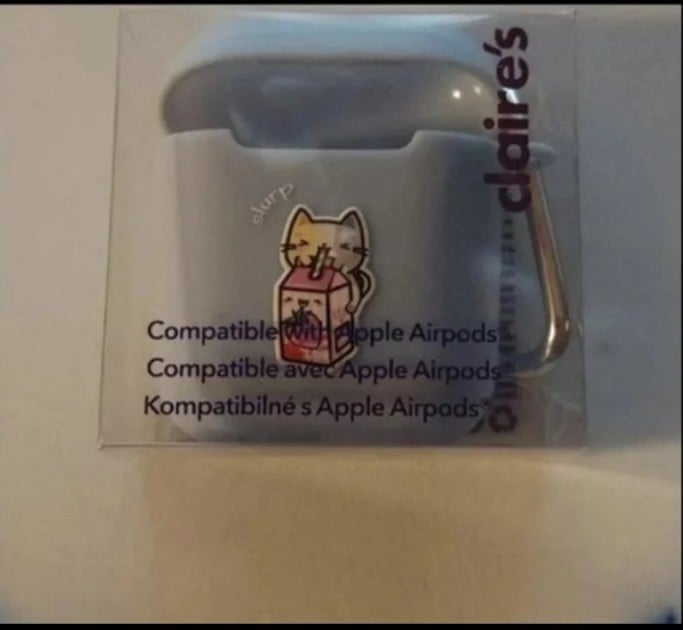 claire's
slurp
Compatible with Apple Airpods®
Compatible avec Apple Airpods
Kompatibilné s Apple Airpods®